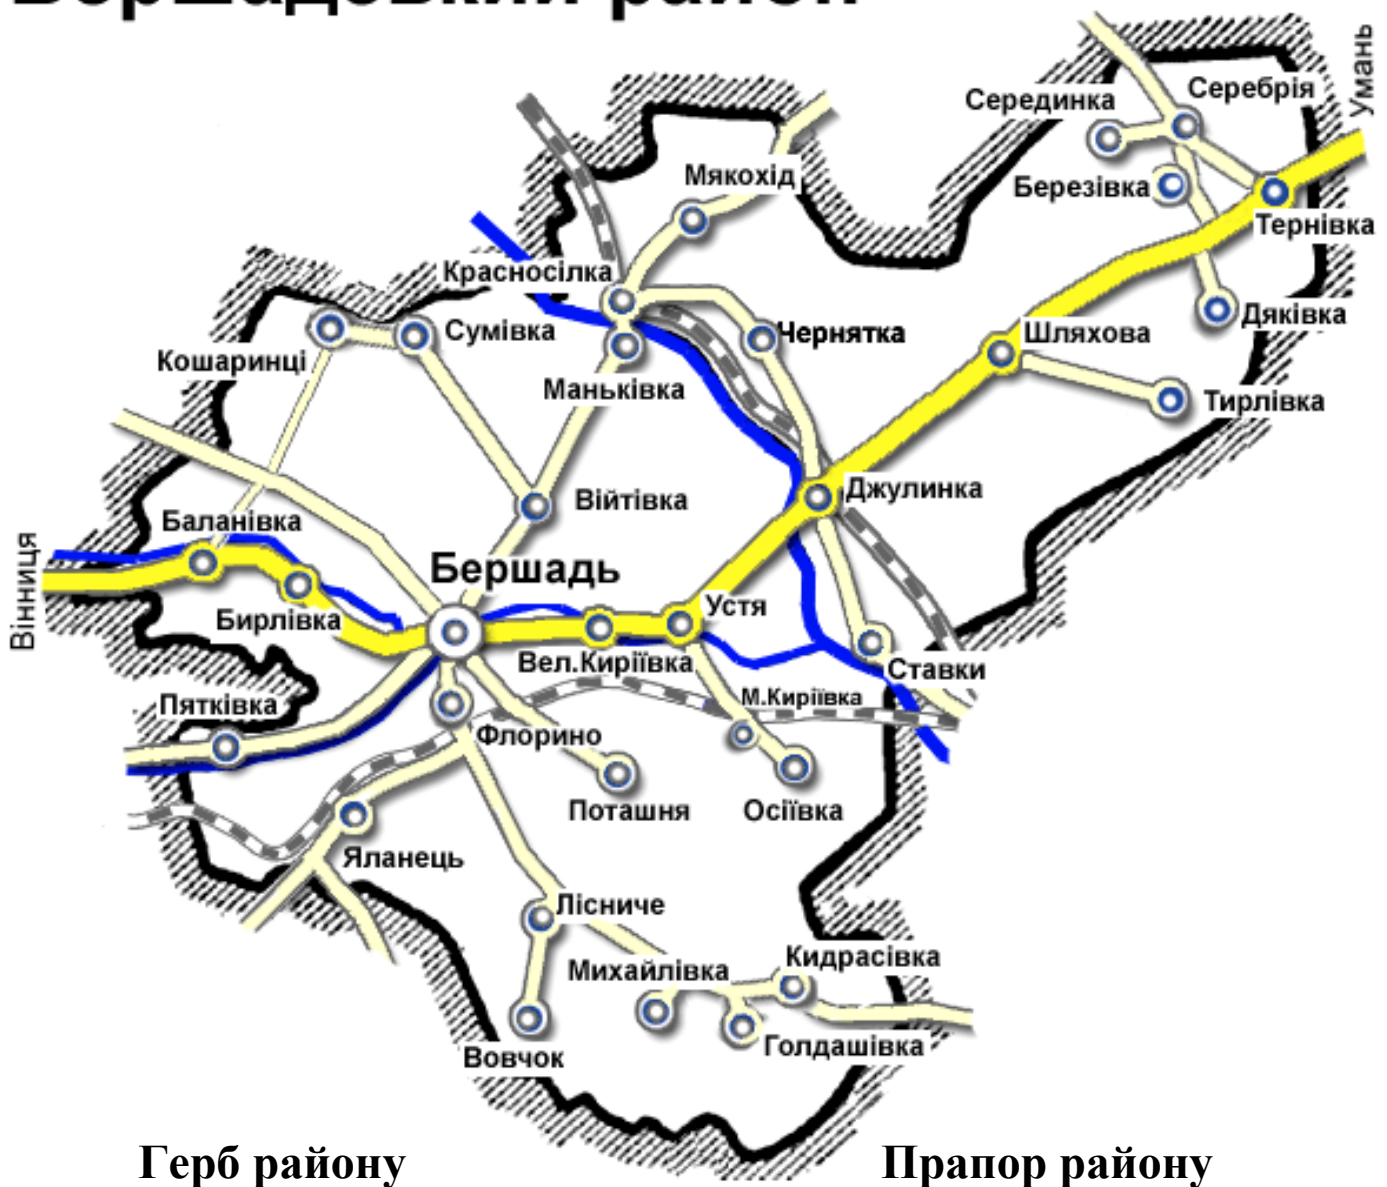 Бершадський район
Умань
Серебрія
Серединка
Мякохід
Березівка
Тернівка
Красносілка
Дяківка
Сумівка
Чернятка
Шляхова
Кошаринці
Маньківка
Тирлівка
Джулинка
Війтівка
Баланівка
Бершадь
Вінниця
Устя
Бирлівка
Вел.Киріївка
Ставки
М.Киріївка
Пятківка
Флорино
Поташня
Осіївка
Яланець
Лісниче
Кидрасівка
Михайлівка
Голдашівка
Вовчок
Герб району
Прапор району